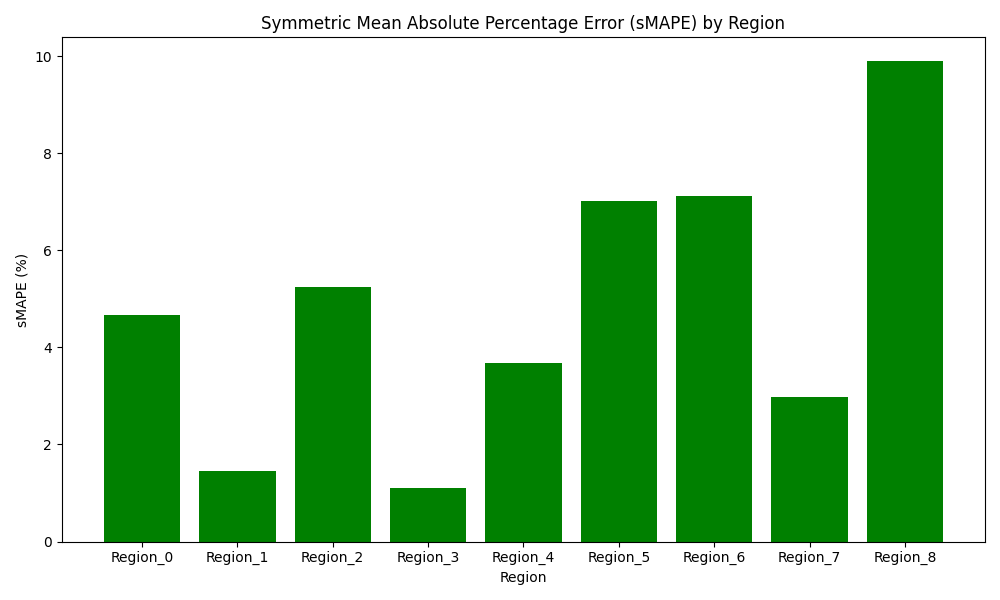 Symmetric Mean Absolute Percentage Error (sMAPE) by Region
sMAPE (%)
10
8
6
4
2
0
Region_0 Region_1 Region_2 Region_3 Region_4 Region_5 Region_6 Region_7 Region_8
Region